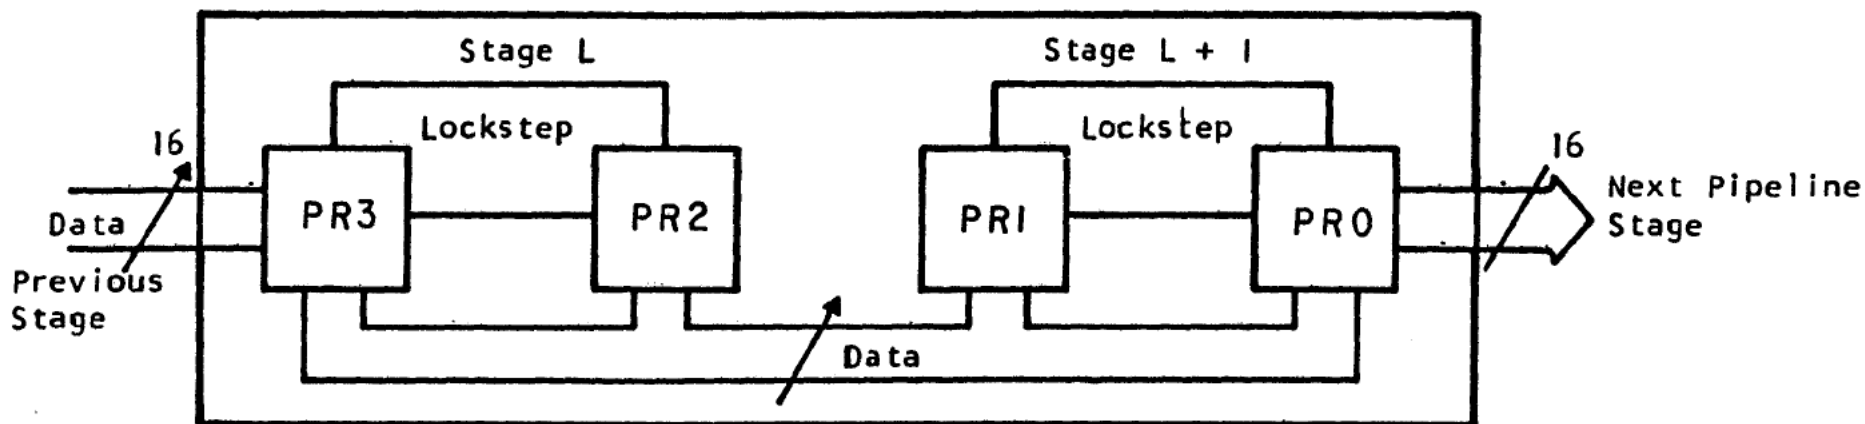 Stage L
Stage L + 1
Lockstep
Lockstep
16
16
PR3
PR2
PR1
PR0
Data
Next Pipeline
Stage
Previous
Stage
Data